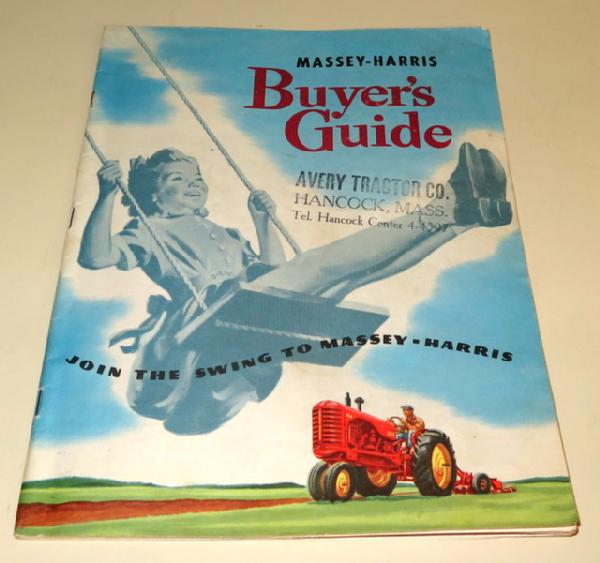 MASSEY-HARRIS
Buyer's
Guide
AVERY TRACTOR CO.
HANCOCK, MASS.
Tel. Hancock Center
JOIN THE SWING TO MASSEY-HARRIS